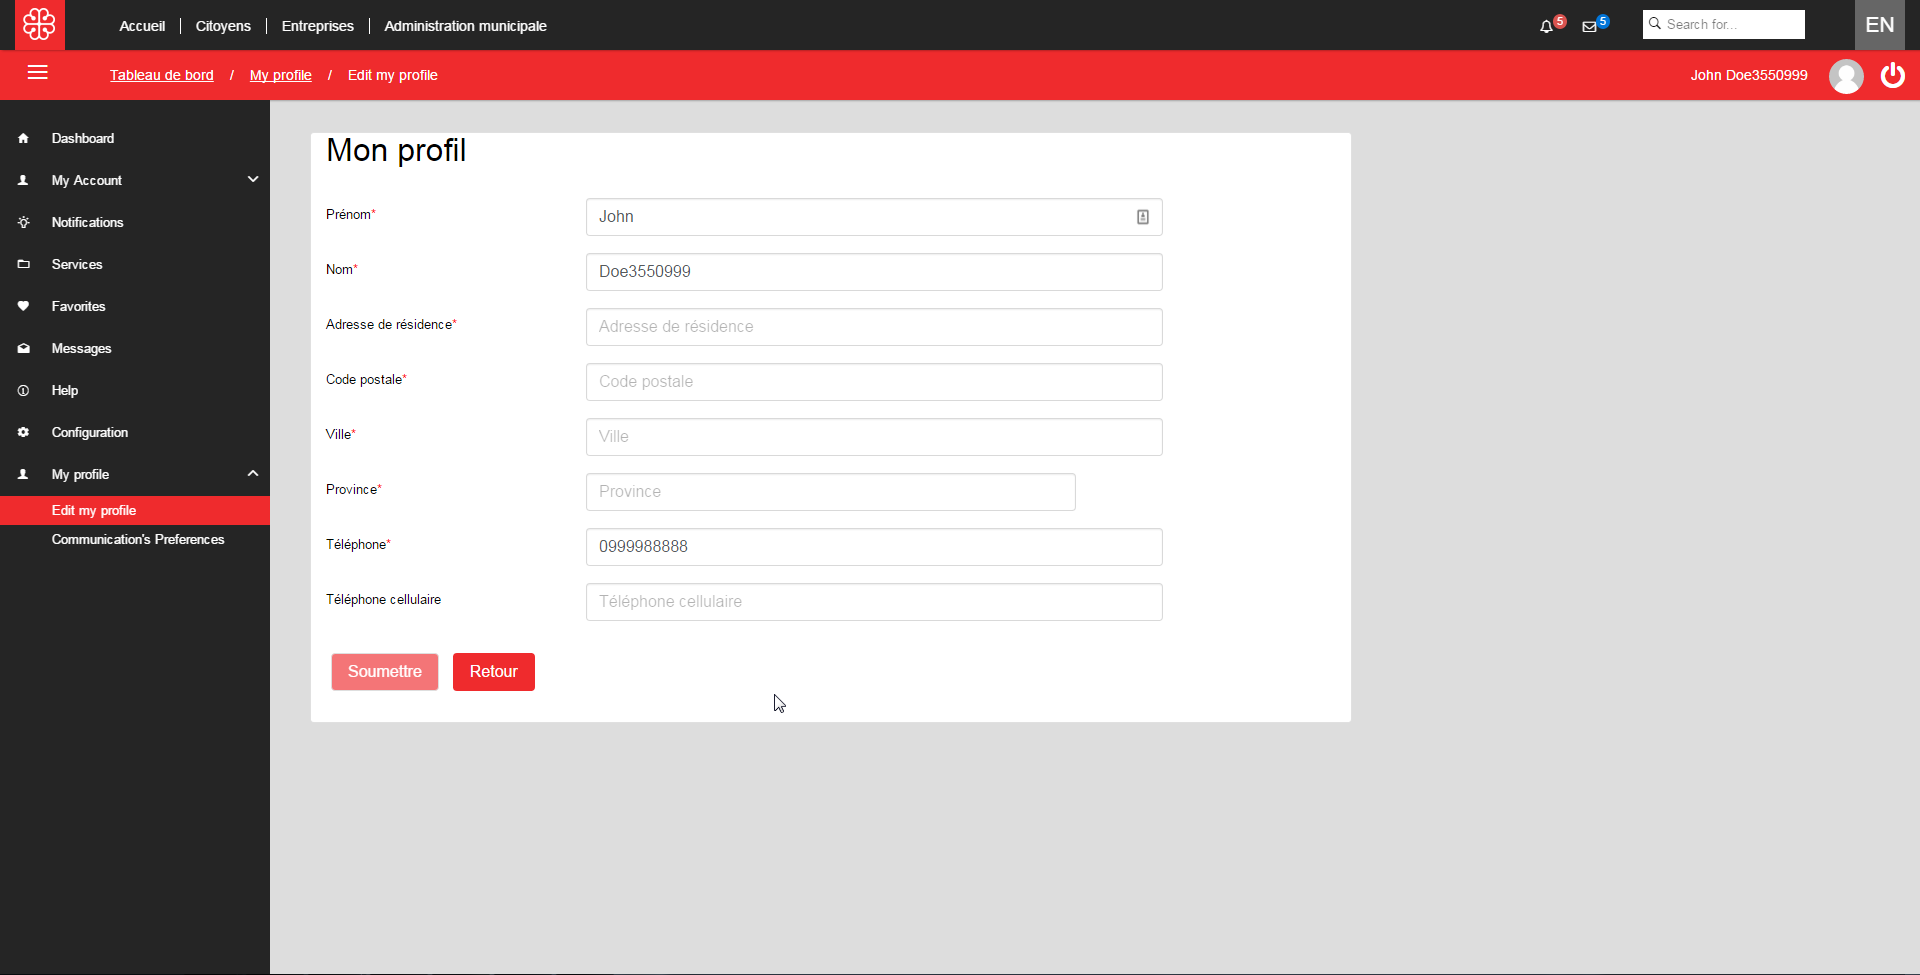 Accueil | Citoyens | Entreprises | Administration municipale
5
5
Search for...
EN
Tableau de bord / My profile / Edit my profile
John Doe3550999
Dashboard
My Account
Notifications
Services
Favorites
Messages
Help
Configuration
My profile
Edit my profile
Communication's Preferences
Mon profil
Prénom* John
Nom* Doe3550999
Adresse de résidence* Adresse de résidence
Code postale* Code postale
Ville* Ville
Province* Province
Téléphone* 0999988888
Téléphone cellulaire Téléphone cellulaire
Soumettre Retour